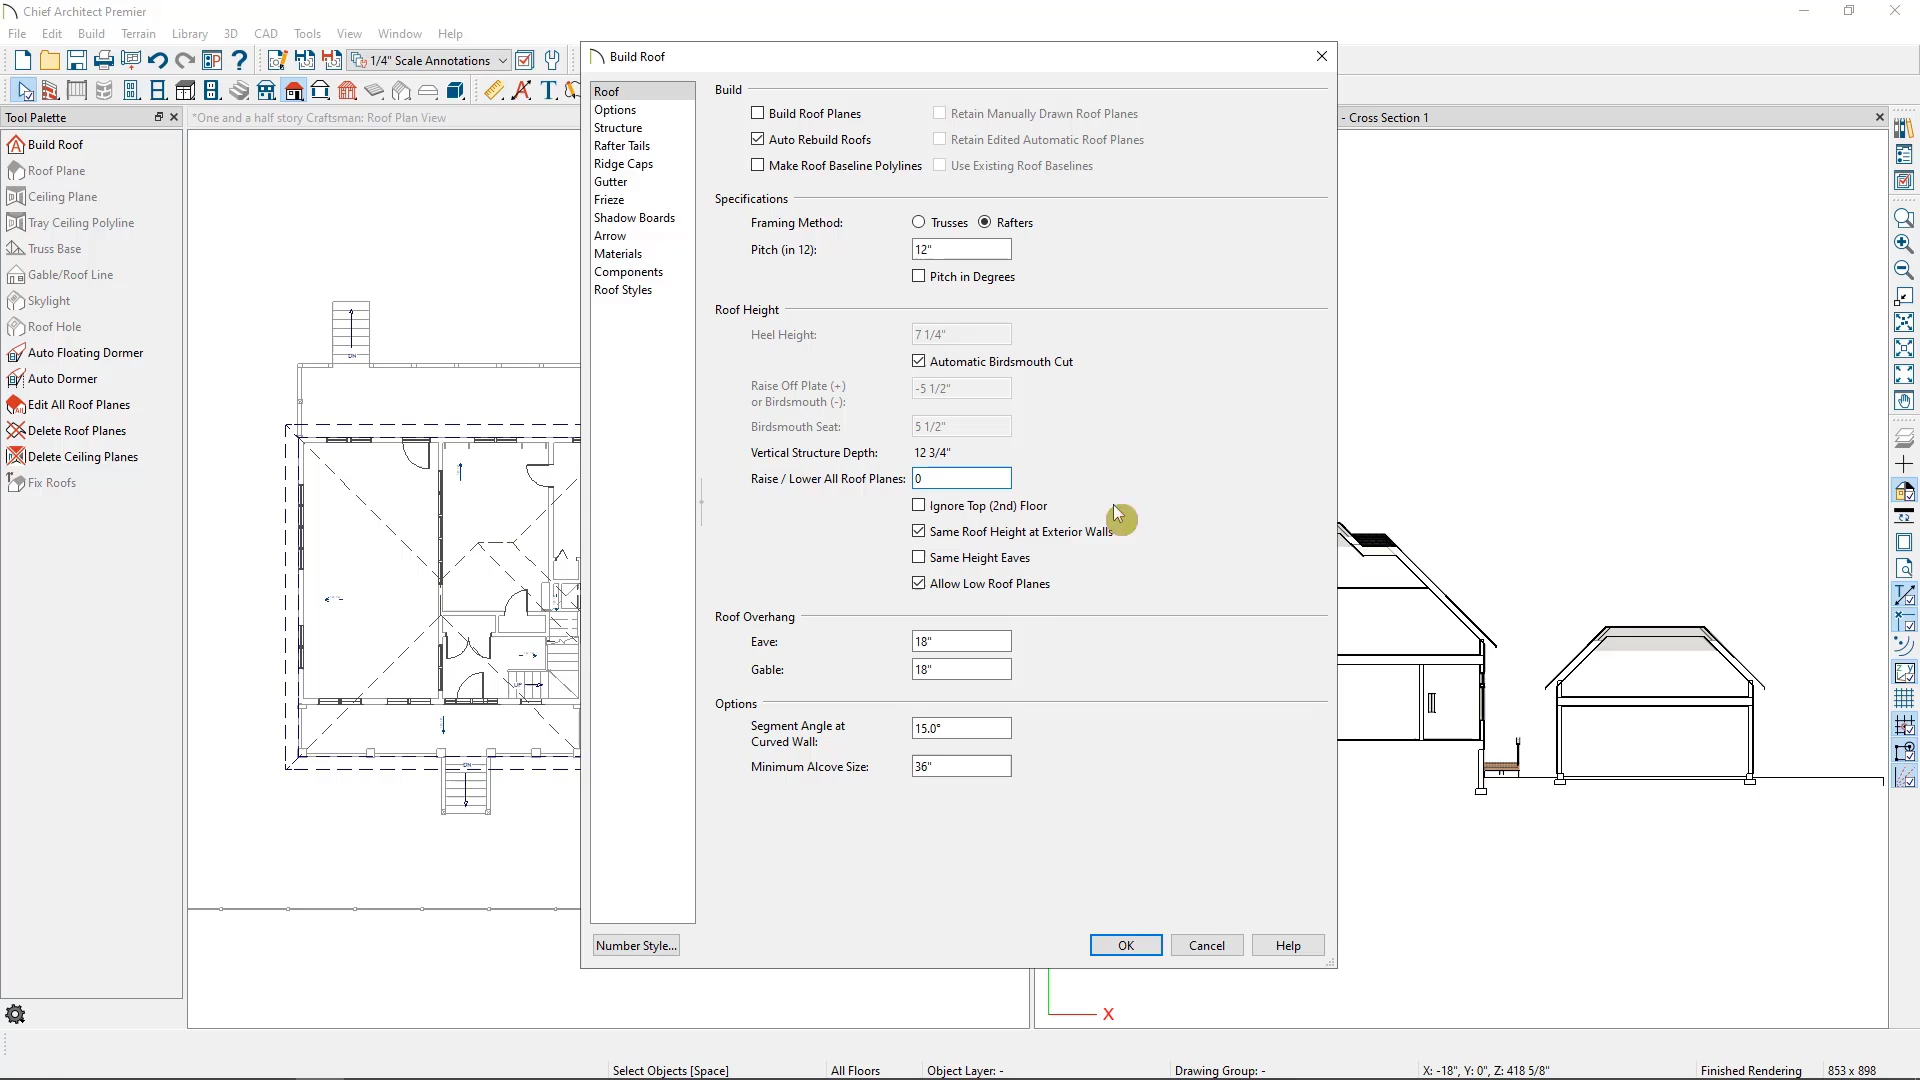 Chief Architect Premier
File Edit Build Terrain Library 3D CAD Tools View Window Help
1/4" Scale Annotations
Tool Palette
*One and a half story Craftsman: Roof Plan View
- Cross Section 1
Build Roof
Roof Plane
Ceiling Plane
Tray Ceiling Polyline
Truss Base
Gable/Roof Line
Skylight
Roof Hole
Auto Floating Dormer
Auto Dormer
Edit All Roof Planes
Delete Roof Planes
Delete Ceiling Planes
Fix Roofs
DN
UP
DN
Build Roof
Roof
Options
Structure
Rafter Tails
Ridge Caps
Gutter
Frieze
Shadow Boards
Arrow
Materials
Components
Roof Styles
Build
Build Roof Planes Retain Manually Drawn Roof Planes
Auto Rebuild Roofs Retain Edited Automatic Roof Planes
Make Roof Baseline Polylines Use Existing Roof Baselines
Specifications
Framing Method: Trusses Rafters
Pitch (in 12): 12"
Pitch in Degrees
Roof Height
Heel Height: 7 1/4"
Automatic Birdsmouth Cut
Raise Off Plate (+)
or Birdsmouth (-): -5 1/2"
Birdsmouth Seat: 5 1/2"
Vertical Structure Depth: 12 3/4"
Raise / Lower All Roof Planes: 0
Ignore Top (2nd) Floor
Same Roof Height at Exterior Walls
Same Height Eaves
Allow Low Roof Planes
Roof Overhang
Eave: 18"
Gable: 18"
Options
Segment Angle at
Curved Wall: 15.0°
Minimum Alcove Size: 36"
Number Style... OK Cancel Help
X
Select Objects [Space] All Floors Object Layer: - Drawing Group: - X: -18", Y: 0", Z: 418 5/8" Finished Rendering 853 x 898